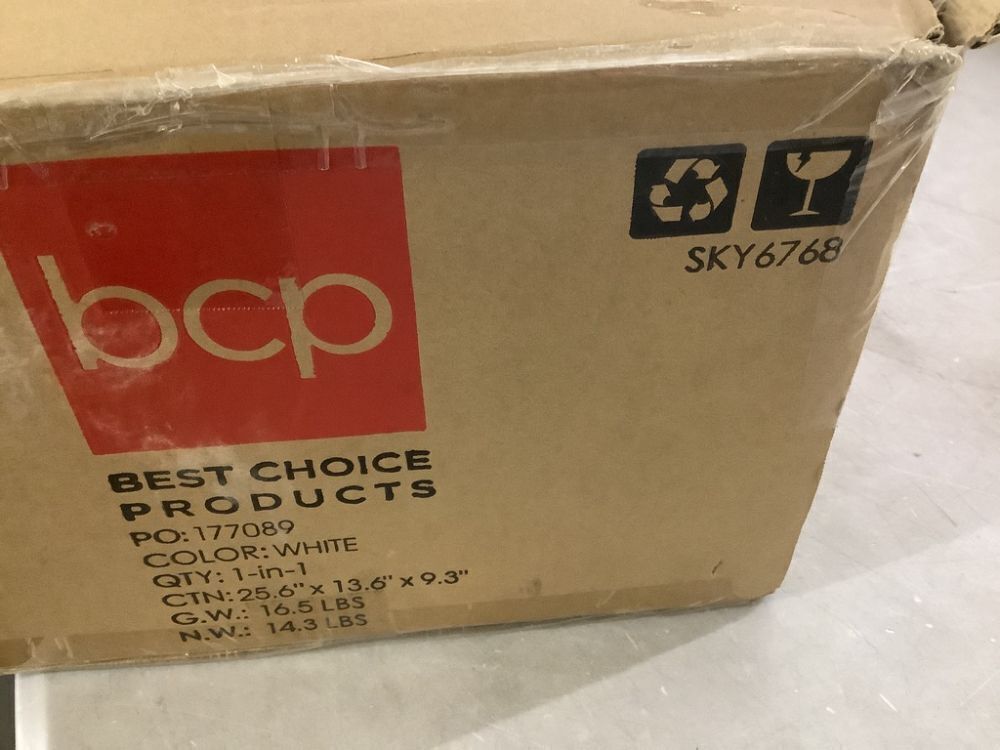 bcp
SKY6768
BEST CHOICE
PRODUCTS
PO: 177089
COLOR: WHITE
QTY: 1-in-1
CTN: 25.6" x 13.6" x 9.3"
G.W.: 16.5 LBS
N.W.: 14.3 LBS